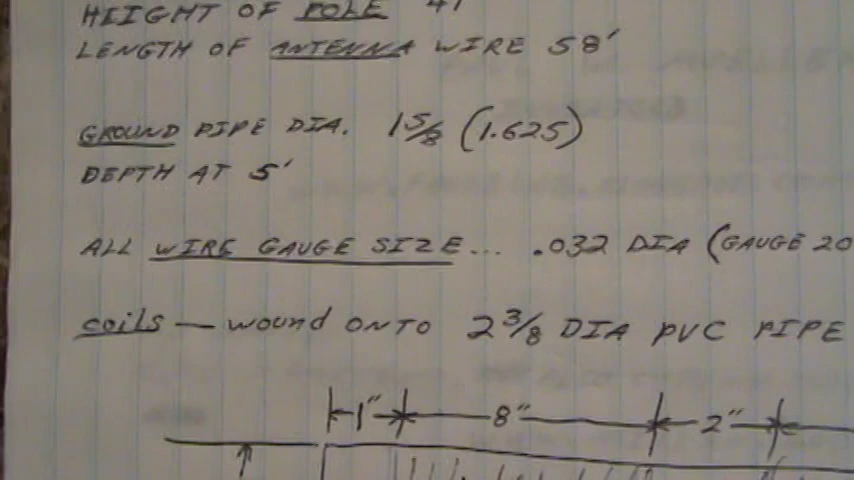 HEIIGHT OF POLE 41
LENGTH OF ANTENNA WIRE 58'
GROUND PIPE DIA. 1 5/8 (1.625)
DEPTH AT 5'
ALL WIRE GAUGE SIZE... .032 DIA (GAUGE 20
coils — wound ONTO 2 3/8 DIA PVC PIPE
1" 8" 2"